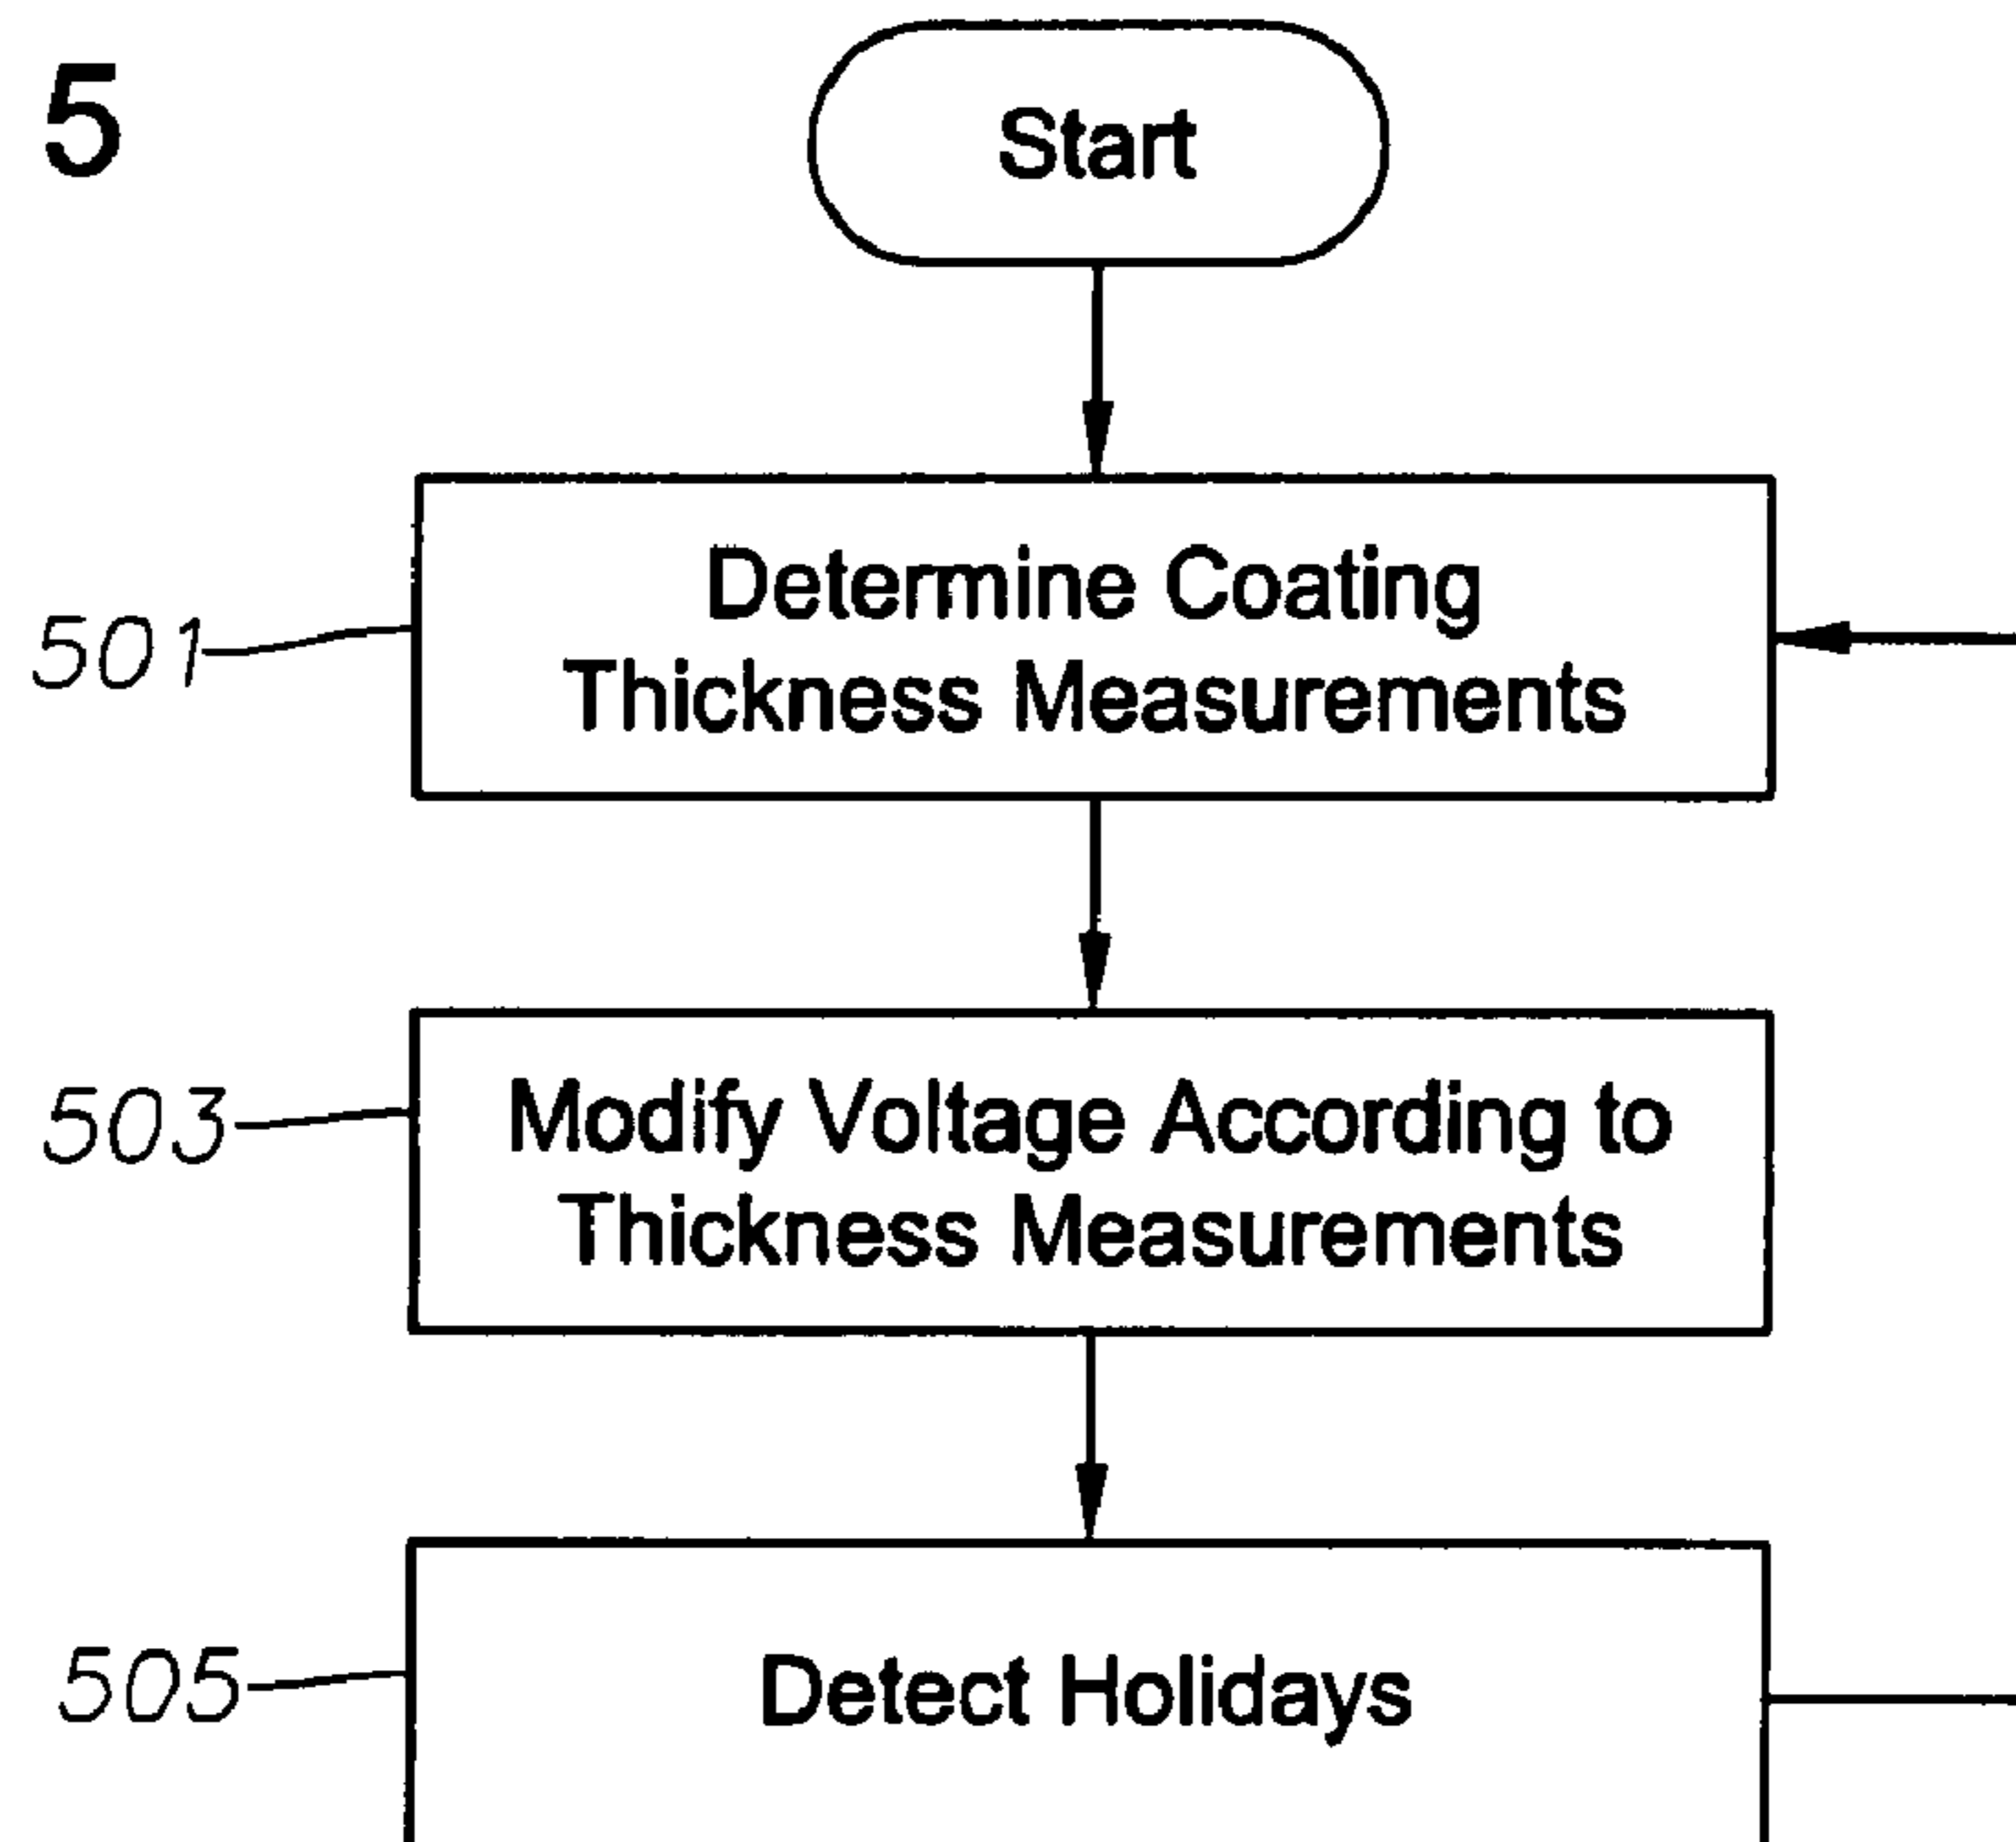 5
Start
Determine Coating
Thickness Measurements
501
Modify Voltage According to
Thickness Measurements
503
Detect Holidays
505